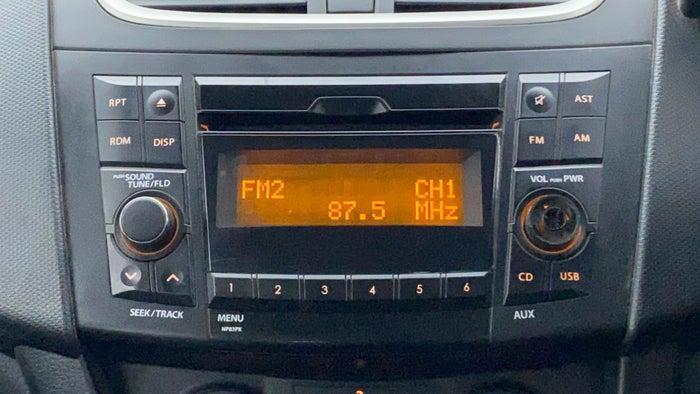 RPT
AST
RDM
DISP
FM
AM
PUSH SOUND
TUNE/FLD
VOL PUSH PWR
FM2 CH1
87.5 MHz
1 2 3 4 5 6
CD
USB
SEEK/TRACK
MENU
AUX